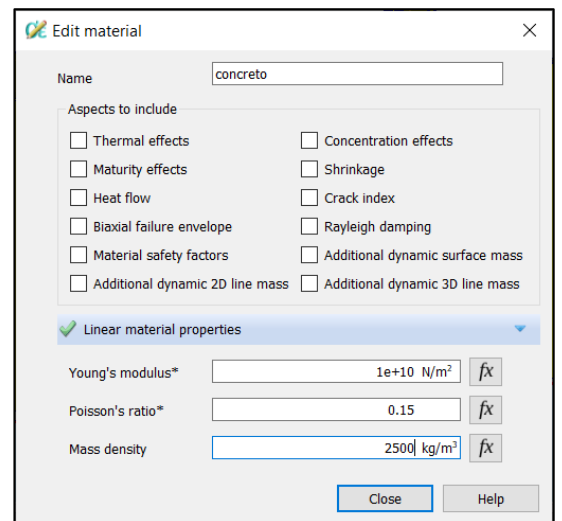 Edit material
Name concreto
Aspects to include
Thermal effects Concentration effects
Maturity effects Shrinkage
Heat flow Crack index
Biaxial failure envelope Rayleigh damping
Material safety factors Additional dynamic surface mass
Additional dynamic 2D line mass Additional dynamic 3D line mass
Linear material properties
Young's modulus* 1e+10 N/m² fx
Poisson's ratio* 0.15 fx
Mass density 2500 kg/m³ fx
Close Help